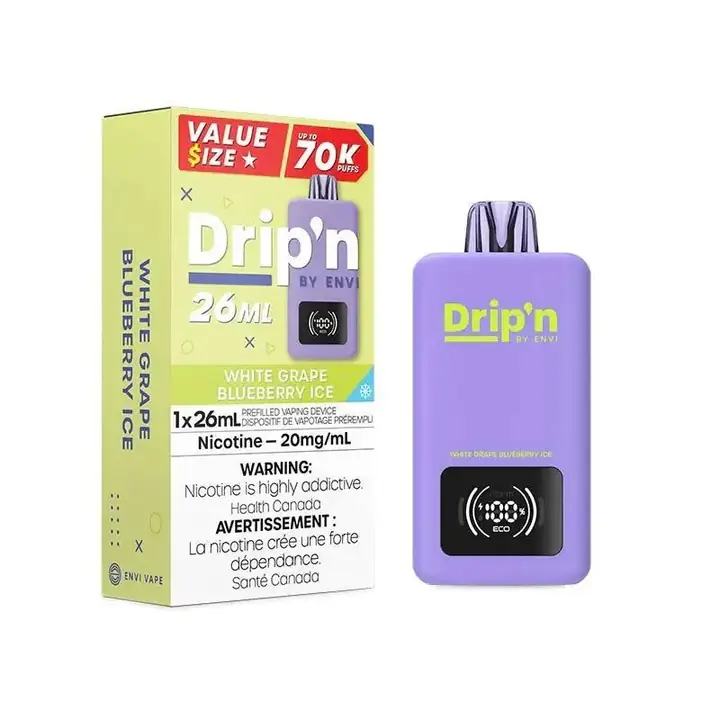 VALUE
$IZE ★
UP TO
70K
PUFFS
Drip'n
BY ENVI
26ML
100
ECO
WHITE GRAPE
BLUEBERRY ICE
1x26mL PREFILLED VAPING DEVICE
DISPOSITIF DE VAPOTAGE PRÉREMPLI
Nicotine – 20mg/mL
WARNING:
Nicotine is highly addictive.
Health Canada
AVERTISSEMENT :
La nicotine crée une forte
dépendance.
Santé Canada
WHITE GRAPE
BLUEBERRY ICE
ENVI VAPE
Drip'n
BY ENVI
WHITE GRAPE BLUEBERRY ICE
100%
ECO